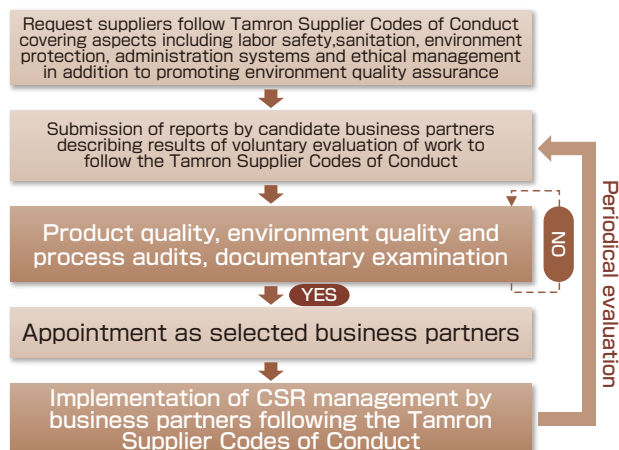 Request suppliers follow Tamron Supplier Codes of Conduct
covering aspects including labor safety,sanitation, environment
protection, administration systems and ethical management
in addition to promoting environment quality assurance
Submission of reports by candidate business partners
describing results of voluntary evaluation of work to
follow the Tamron Supplier Codes of Conduct
Product quality, environment quality and
process audits, documentary examination
NO
YES
Appointment as selected business partners
Implementation of CSR management by
business partners following the Tamron
Supplier Codes of Conduct
Periodical evaluation